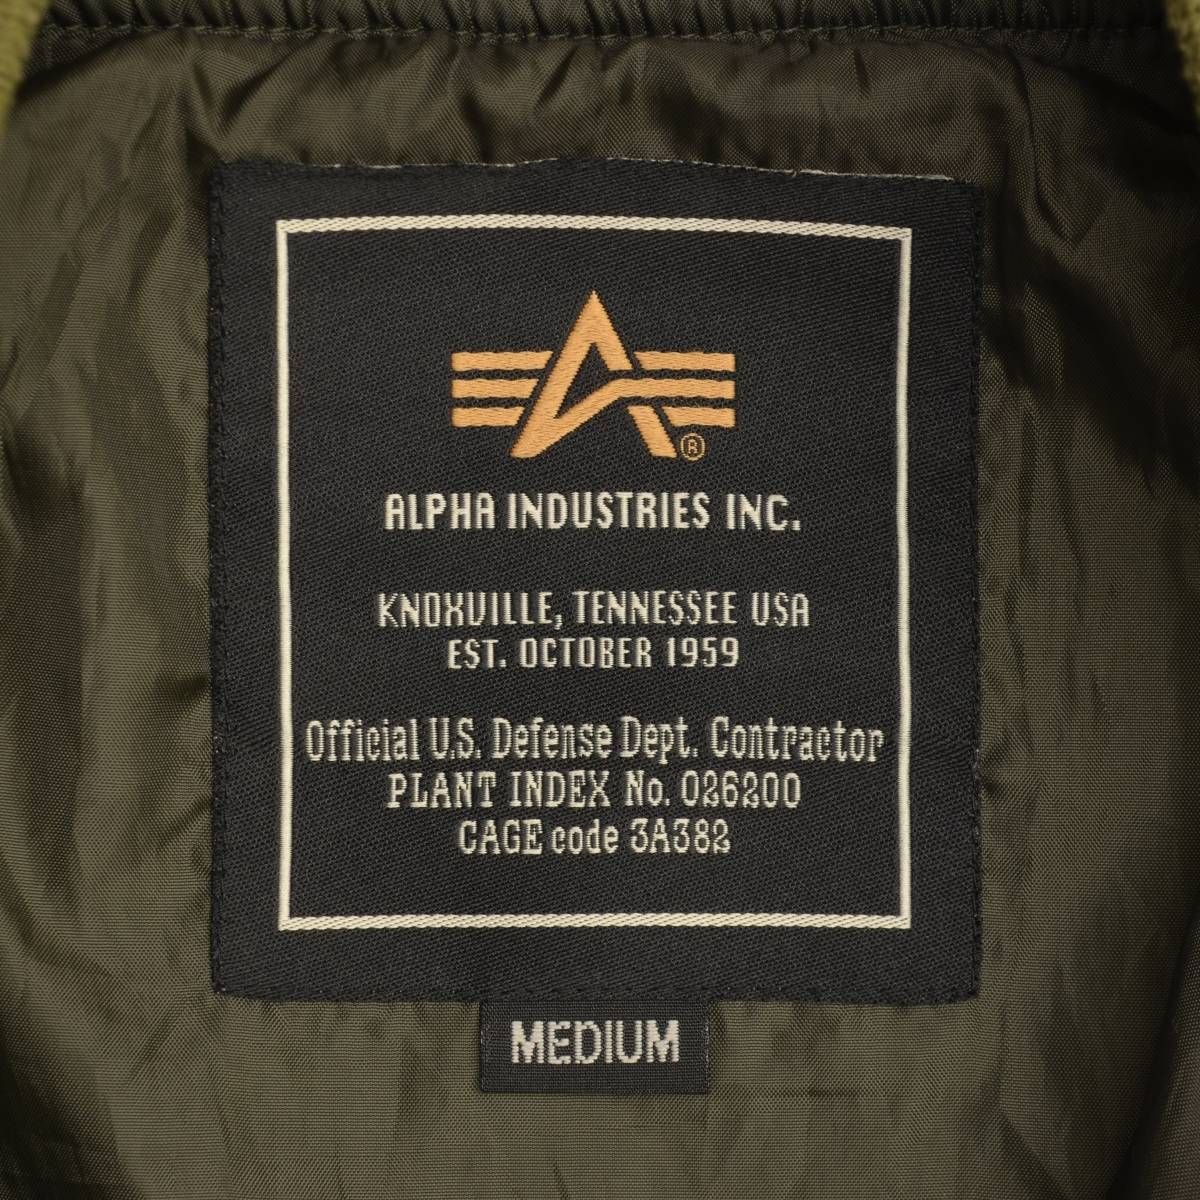 ®
ALPHA INDUSTRIES INC.
KNOXVILLE, TENNESSEE USA
EST. OCTOBER 1959
Official U.S. Defense Dept. Contractor
PLANT INDEX No. 026200
CAGE code 3A382
MEDIUM